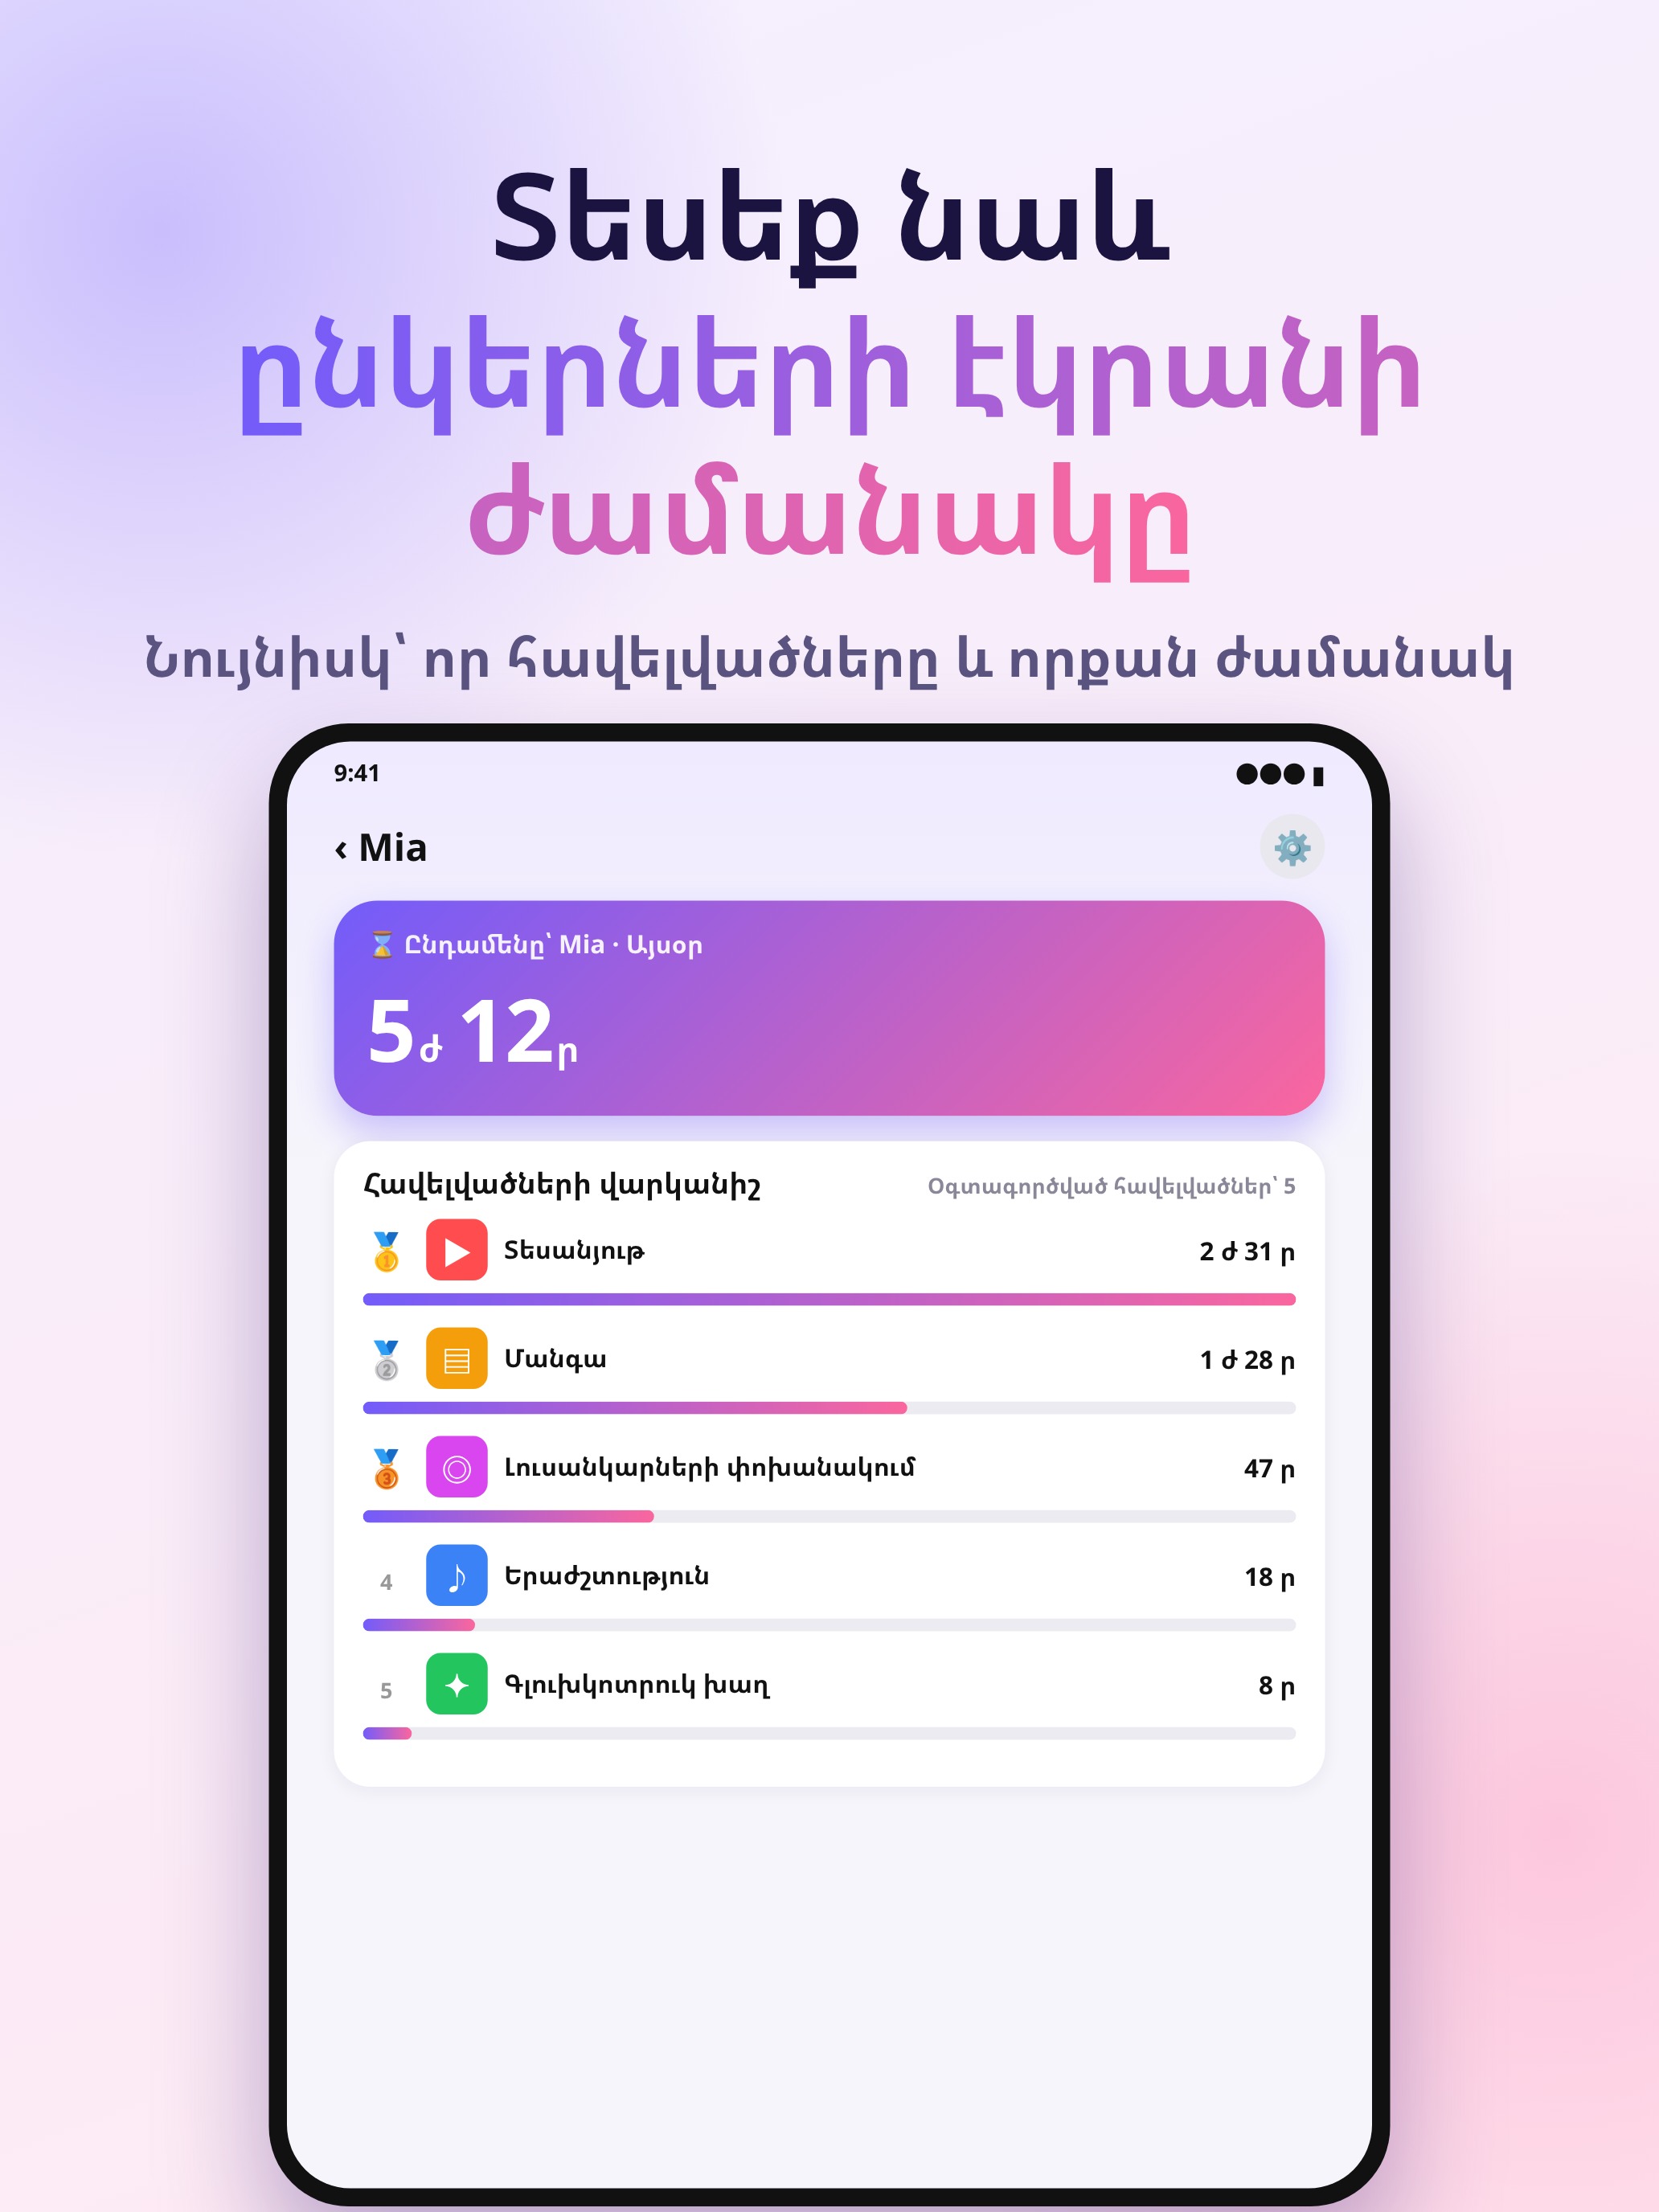 Տեսեք նաև
ընկերների էկրանի
ժամանակը
Նույնիսկ՝ որ հավելվածները և որքան ժամանակ
9:41
‹ Mia
⌛ Ընդամենը՝ Mia · Այսօր
5ժ 12ր
Հավելվածների վարկանիշ
Օգտագործված հավելվածներ՝ 5
Տեսանյութ
2 ժ 31 ր
Մանգա
1 ժ 28 ր
Լուսանկարների փոխանակում
47 ր
4
Երաժշտություն
18 ր
5
Գլուխկոտրուկ խաղ
8 ր